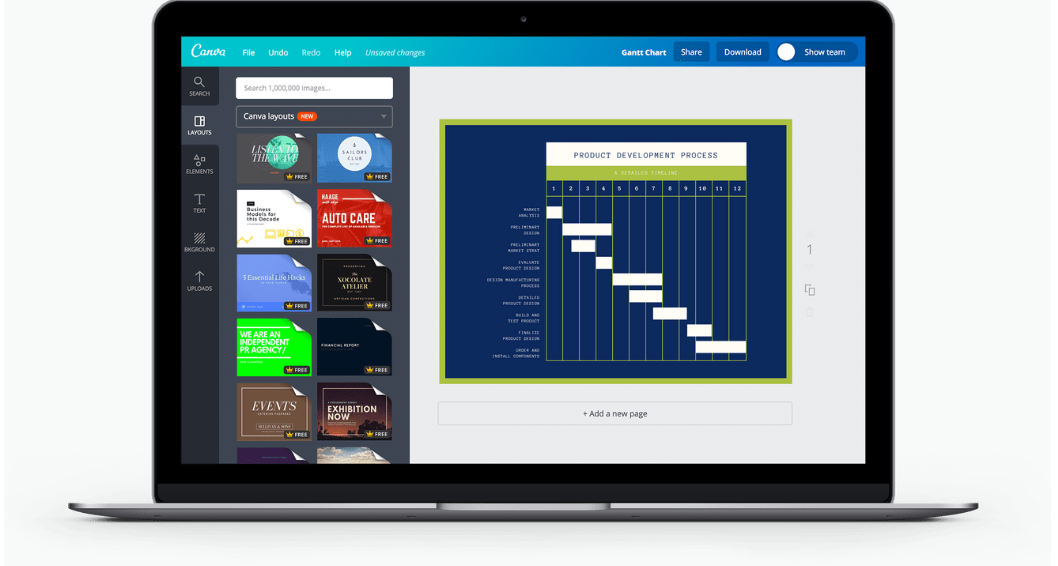 Canva File Undo Redo Help Unsaved changes Gantt Chart Share Download Show team
SEARCH
LAYOUTS
ELEMENTS
TEXT
BKGROUND
UPLOADS
Search 1,000,000 images...
Canva layouts NEW
LISTEN TO
THE WAVE
FREE
SAILORS
CLUB
FREE
Business
Models for
this Decade
FREE
AUTO CARE
FREE
5 Essential Life Hacks
FREE
The
XOCOLATE
ATELIER
FREE
WE ARE AN
INDEPENDENT
PR AGENCY/
FREE
FINANCIAL REPORT
FREE
EVENTS
FREE
EXHIBITION
NOW
FREE
PRODUCT DEVELOPMENT PROCESS
A DETAILED TIMELINE
1 2 3 4 5 6 7 8 9 10 11 12
MARKET
ANALYSIS
PRELIMINARY
DESIGN
PRELIMINARY
MARKET STRAT
EVALUATE
PRODUCT DESIGN
DESIGN MANUFACTURING
PROCESS
DETAILED
PRODUCT DESIGN
BUILD AND
TEST PRODUCT
FINALIZE
PRODUCT DESIGN
ORDER AND
INSTALL COMPONENTS
1
+ Add a new page